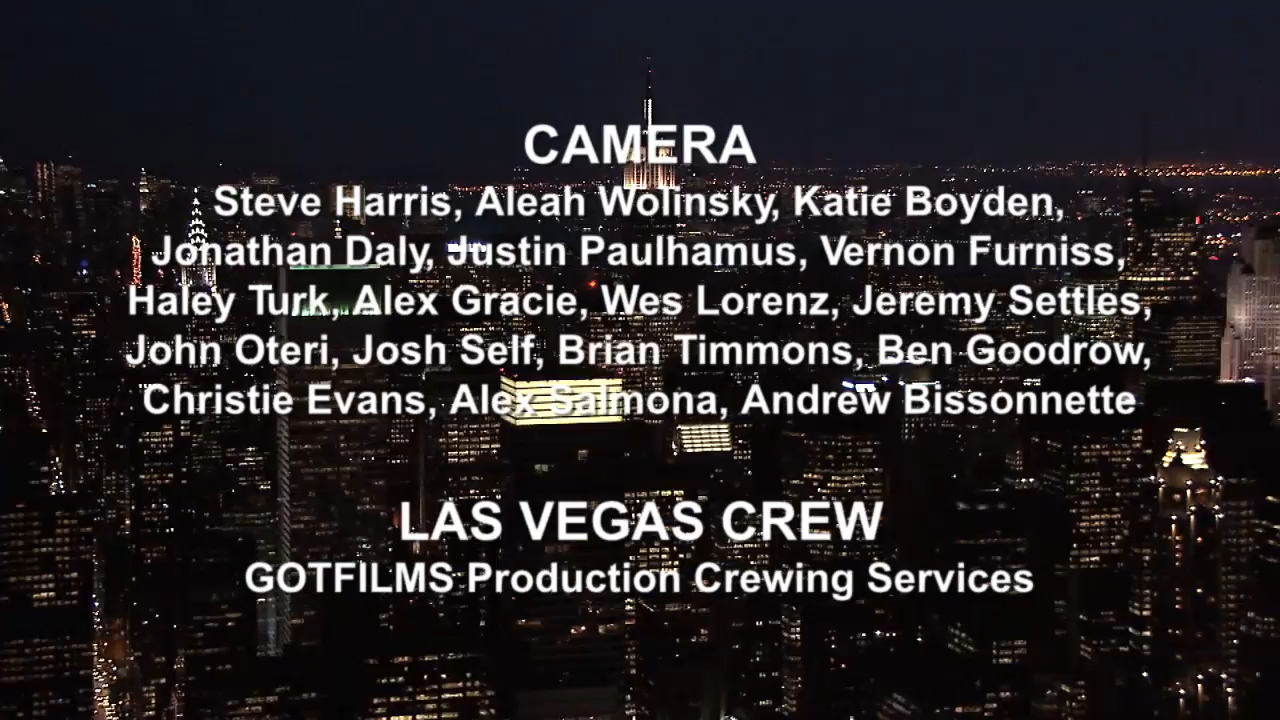 CAMERA
Steve Harris, Aleah Wolinsky, Katie Boyden,
Jonathan Daly, Justin Paulhamus, Vernon Furniss,
Haley Turk, Alex Gracie, Wes Lorenz, Jeremy Settles,
John Oteri, Josh Self, Brian Timmons, Ben Goodrow,
Christie Evans, Alex Salmona, Andrew Bissonnette
LAS VEGAS CREW
GOTFILMS Production Crewing Services